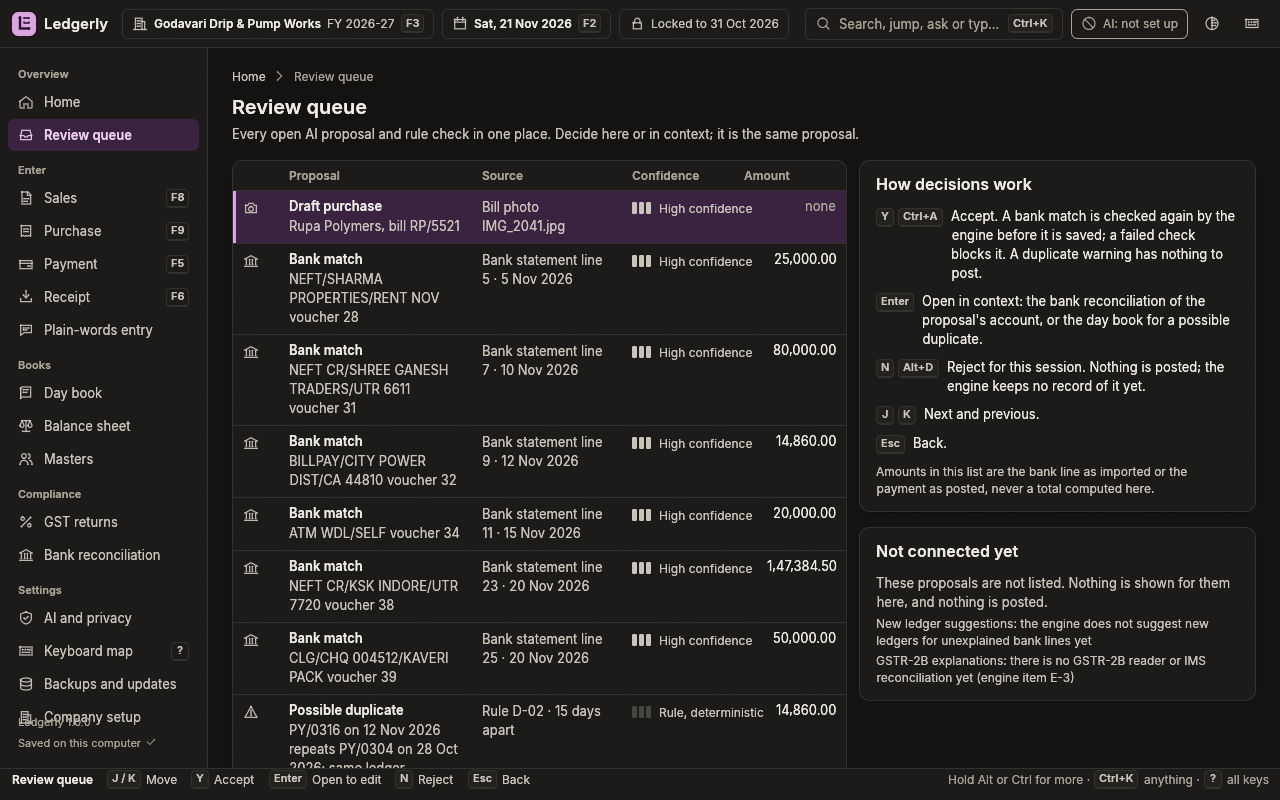 Ledgerly
Godavari Drip & Pump Works FY 2026-27 F3
Sat, 21 Nov 2026 F2
Locked to 31 Oct 2026
Search, jump, ask or typ... Ctrl+K
AI: not set up
Overview
Home
Review queue
Enter
Sales F8
Purchase F9
Payment F5
Receipt F6
Plain-words entry
Books
Day book
Balance sheet
Masters
Compliance
GST returns
Bank reconciliation
Settings
AI and privacy
Keyboard map ?
Backups and updates
Company setup
Ledgerly 1.0.0
Saved on this computer
Home > Review queue
Review queue
Every open AI proposal and rule check in one place. Decide here or in context; it is the same proposal.
Proposal Source Confidence Amount
Draft purchase Bill photo High confidence none
Rupa Polymers, bill RP/5521 IMG_2041.jpg
Bank match Bank statement line High confidence 25,000.00
NEFT/SHARMA 5 · 5 Nov 2026
PROPERTIES/RENT NOV
voucher 28
Bank match Bank statement line High confidence 80,000.00
NEFT CR/SHREE GANESH 7 · 10 Nov 2026
TRADERS/UTR 6611
voucher 31
Bank match Bank statement line High confidence 14,860.00
BILLPAY/CITY POWER 9 · 12 Nov 2026
DIST/CA 44810 voucher 32
Bank match Bank statement line High confidence 20,000.00
ATM WDL/SELF voucher 34 11 · 15 Nov 2026
Bank match Bank statement line High confidence 1,47,384.50
NEFT CR/KSK INDORE/UTR 23 · 20 Nov 2026
7720 voucher 38
Bank match Bank statement line High confidence 50,000.00
CLG/CHQ 004512/KAVERI 25 · 20 Nov 2026
PACK voucher 39
Possible duplicate Rule D-02 · 15 days Rule, deterministic 14,860.00
PY/0316 on 12 Nov 2026 apart
repeats PY/0304 on 28 Oct
2026: same ledger
How decisions work
Y Ctrl+A Accept. A bank match is checked again by the
engine before it is saved; a failed check
blocks it. A duplicate warning has nothing to
post.
Enter Open in context: the bank reconciliation of the
proposal's account, or the day book for a possible
duplicate.
N Alt+D Reject for this session. Nothing is posted; the
engine keeps no record of it yet.
J K Next and previous.
Esc Back.
Amounts in this list are the bank line as imported or the
payment as posted, never a total computed here.
Not connected yet
These proposals are not listed. Nothing is shown for them
here, and nothing is posted.
New ledger suggestions: the engine does not suggest new
ledgers for unexplained bank lines yet
GSTR-2B explanations: there is no GSTR-2B reader or IMS
reconciliation yet (engine item E-3)
Review queue J / K Move Y Accept Enter Open to edit N Reject Esc Back
Hold Alt or Ctrl for more · Ctrl+K anything · ? all keys